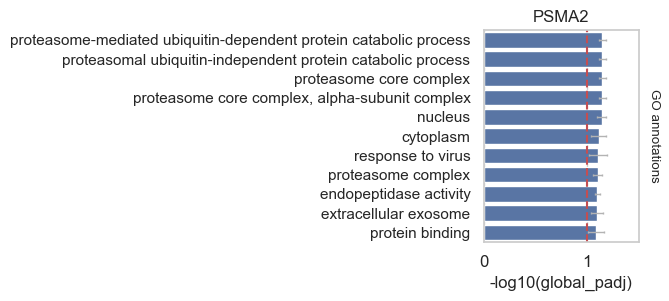 PSMA2
proteasome-mediated ubiquitin-dependent protein catabolic process
proteasomal ubiquitin-independent protein catabolic process
proteasome core complex
proteasome core complex, alpha-subunit complex
nucleus
cytoplasm
response to virus
proteasome complex
endopeptidase activity
extracellular exosome
protein binding
GO annotations
0 1
-log10(global_padj)